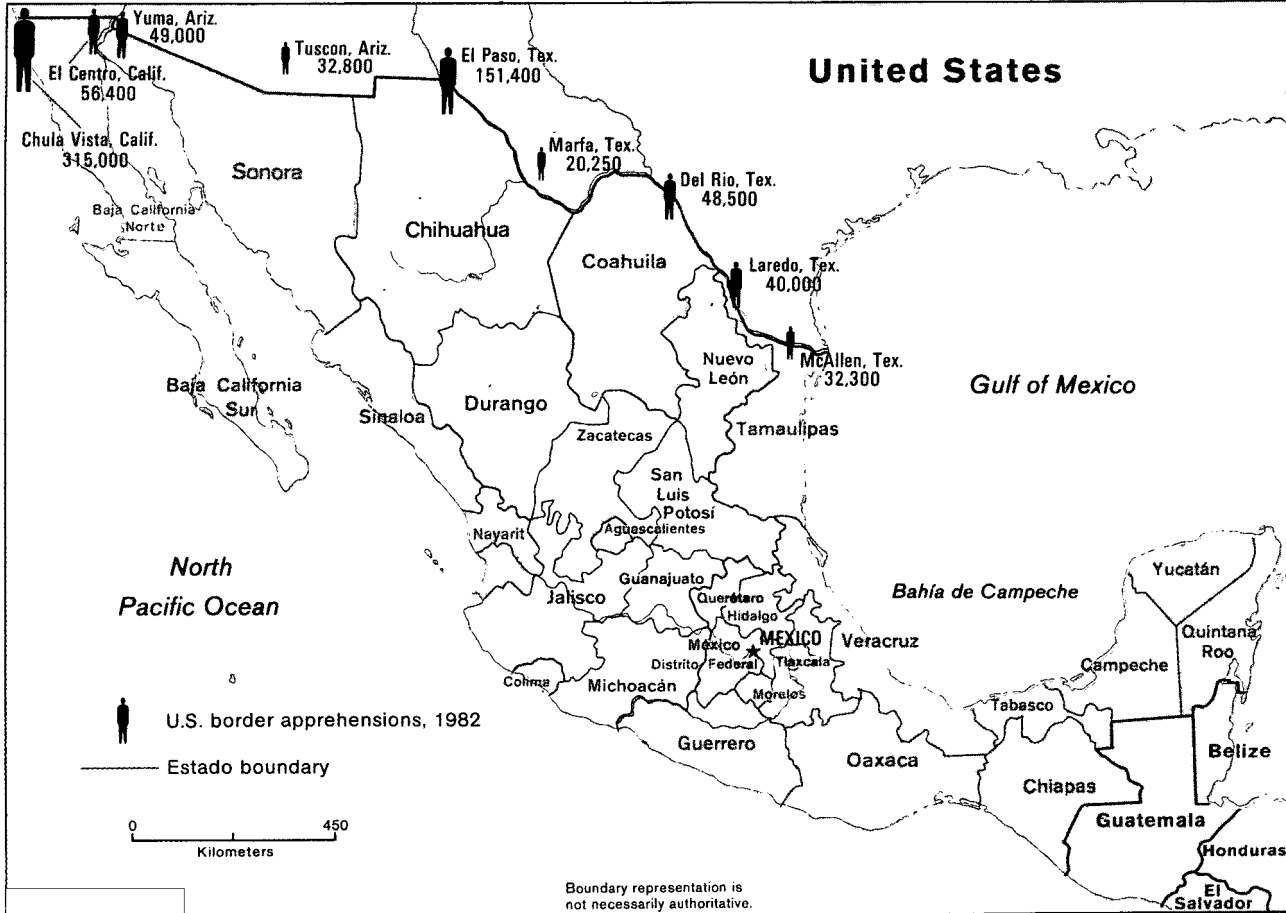 Yuma, Ariz.
49,000
Tuscon, Ariz.
32,800
El Paso, Tex.
151,400
United States
El Centro, Calif.
56,400
Chula Vista, Calif.
315,000
Marfa, Tex.
20,250
Del Rio, Tex.
48,500
Sonora
Baja California
Norte
Chihuahua
Coahuila
Laredo, Tex.
40,000
McAllen, Tex.
32,300
Nuevo
León
Gulf of Mexico
Baja California
Sur
Sinaloa
Durango
Tamaulipas
Zacatecas
San
Luis
Potosí
Nayarit
Aguascalientes
North
Pacific Ocean
Guanajuato
Jalisco
Querétaro
Hidalgo
Bahía de Campeche
Yucatán
Quintana
Roo
México
MEXICO
Veracruz
Distrito Federal
Tlaxcala
Campeche
Colima
Michoacán
Morelos
Tabasco
U.S. border apprehensions, 1982
Guerrero
Oaxaca
Belize
Estado boundary
Chiapas
Guatemala
0 450
Kilometers
Honduras
El
Salvador
Boundary representation is
not necessarily authoritative.